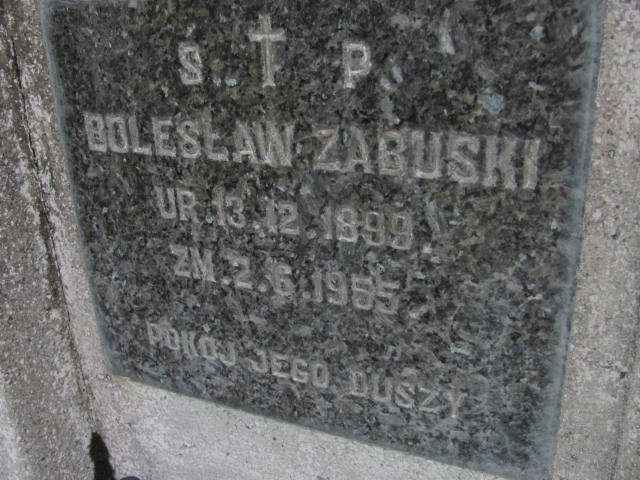 Ś. † P.
BOLESŁAW ZABUSKI
UR. 13.12.1899.
ZM. 2.6.1955.
POKÓJ JEGO DUSZY